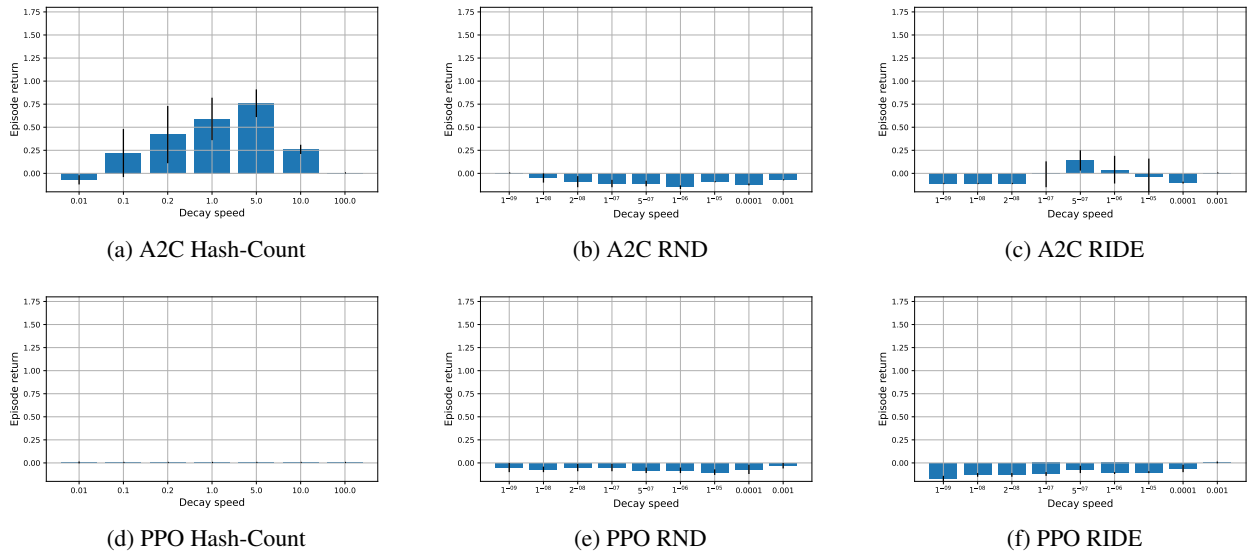 1.75
1.50
1.25
1.00
0.75
0.50
0.25
0.00
Episode return
0.01 0.1 0.2 1.0 5.0 10.0 100.0
Decay speed
(a) A2C Hash-Count
1.75
1.50
1.25
1.00
0.75
0.50
0.25
0.00
Episode return
1⁻⁰⁹ 1⁻⁰⁸ 2⁻⁰⁸ 1⁻⁰⁷ 5⁻⁰⁷ 1⁻⁰⁶ 1⁻⁰⁵ 0.0001 0.001
Decay speed
(b) A2C RND
1.75
1.50
1.25
1.00
0.75
0.50
0.25
0.00
Episode return
1⁻⁰⁹ 1⁻⁰⁸ 2⁻⁰⁸ 1⁻⁰⁷ 5⁻⁰⁷ 1⁻⁰⁶ 1⁻⁰⁵ 0.0001 0.001
Decay speed
(c) A2C RIDE
1.75
1.50
1.25
1.00
0.75
0.50
0.25
0.00
Episode return
0.01 0.1 0.2 1.0 5.0 10.0 100.0
Decay speed
(d) PPO Hash-Count
1.75
1.50
1.25
1.00
0.75
0.50
0.25
0.00
Episode return
1⁻⁰⁹ 1⁻⁰⁸ 2⁻⁰⁸ 1⁻⁰⁷ 5⁻⁰⁷ 1⁻⁰⁶ 1⁻⁰⁵ 0.0001 0.001
Decay speed
(e) PPO RND
1.75
1.50
1.25
1.00
0.75
0.50
0.25
0.00
Episode return
1⁻⁰⁹ 1⁻⁰⁸ 2⁻⁰⁸ 1⁻⁰⁷ 5⁻⁰⁷ 1⁻⁰⁶ 1⁻⁰⁵ 0.0001 0.001
Decay speed
(f) PPO RIDE